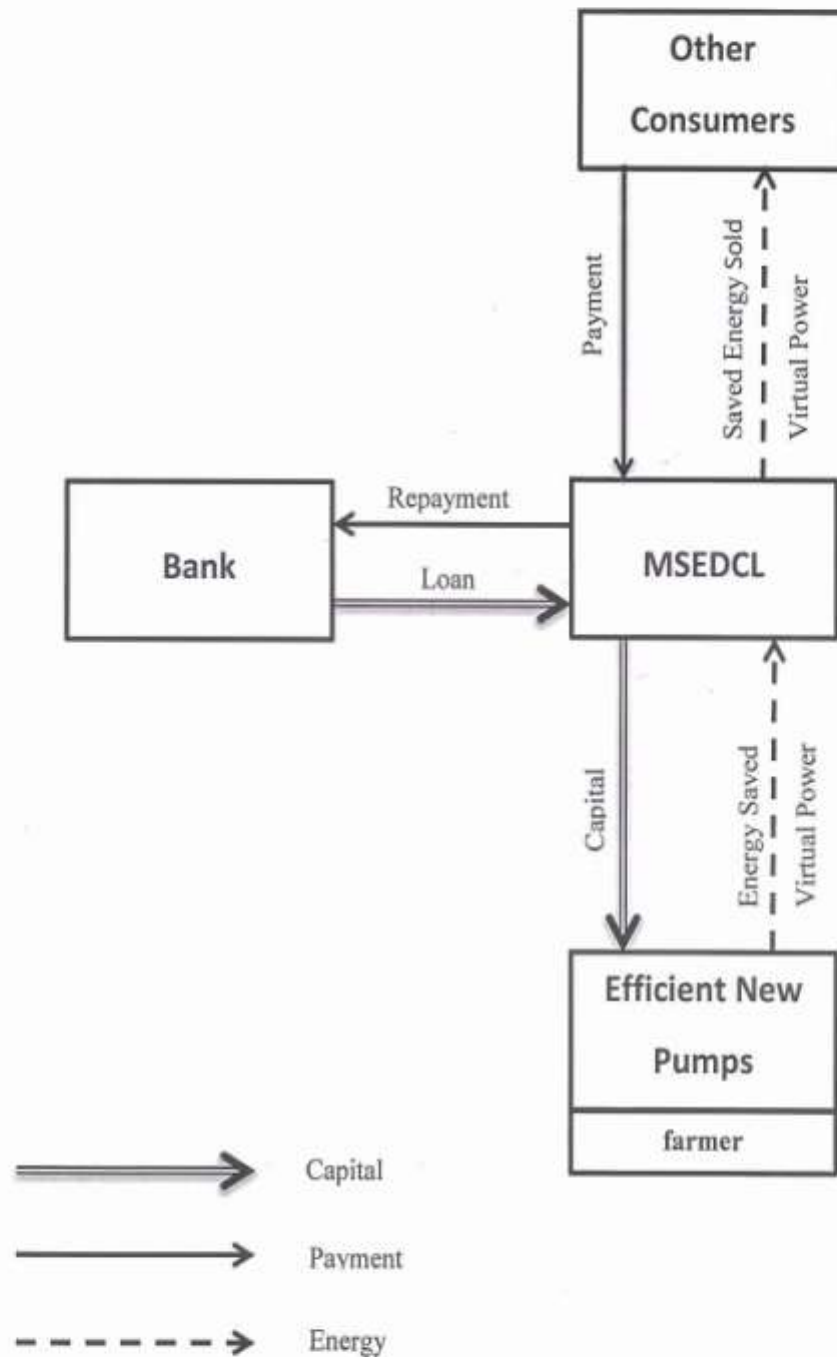 Other
Consumers
Payment
Saved Energy Sold
Virtual Power
Repayment
Bank
Loan
MSEDCL
Capital
Energy Saved
Virtual Power
Efficient New
Pumps
farmer
Capital
Payment
Energy